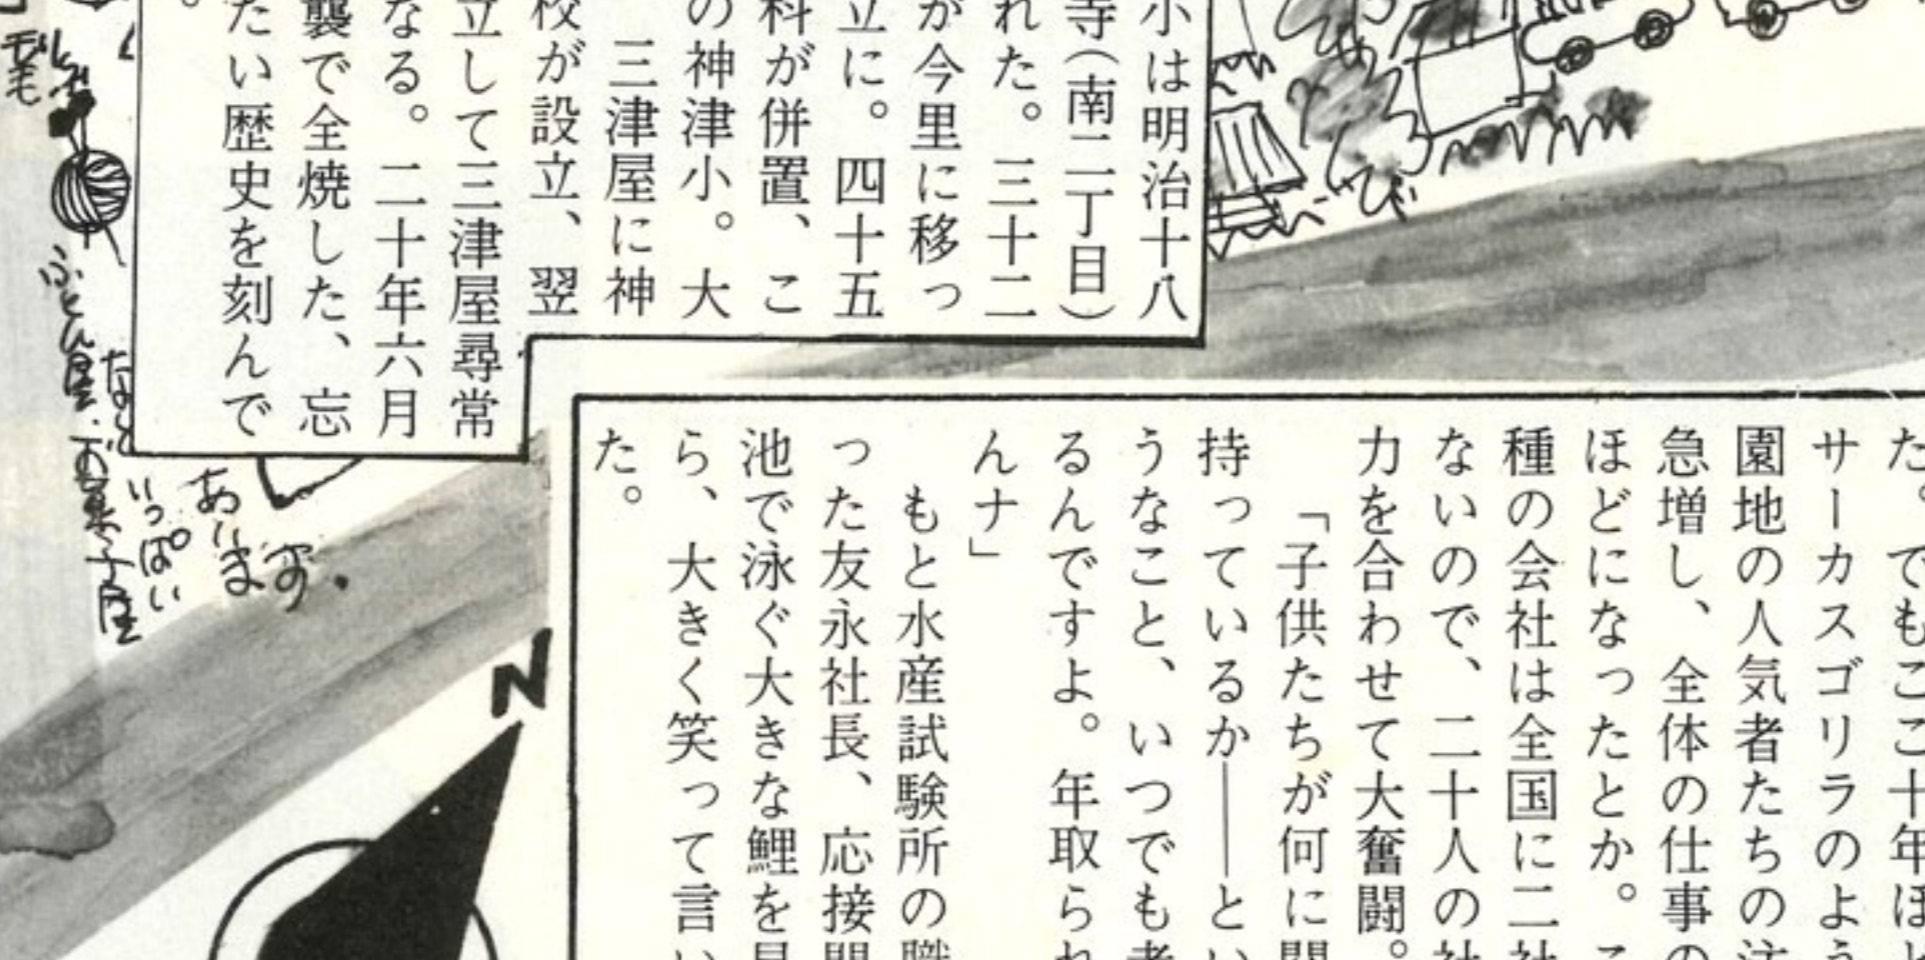 小は明治十八
寺(南二丁目)
れた。三十二
が今里に移っ
立に。四十五
科が併置、こ
の神津小。大
三津屋に神
校が設立、翌
立して三津屋尋常
なる。二十年六月
襲で全焼した、忘
たい歴史を刻んで
。
た。でもここ十年ほど
サーカスゴリラのよう
園地の人気者たちの注
急増し、全体の仕事の
ほどになったとか。こ
種の会社は全国に二社
ないので、二十人の社
力を合わせて大奮闘。
「子供たちが何に関
持っているか――とい
うなこと、いつでも考
るんですよ。年取られ
んナ」
もと水産試験所の職
った友永社長、応接間
池で泳ぐ大きな鯉を見
ら、大きく笑って言い
た。
ふとん屋・お菓子屋
など
いっぱい
あります。
N